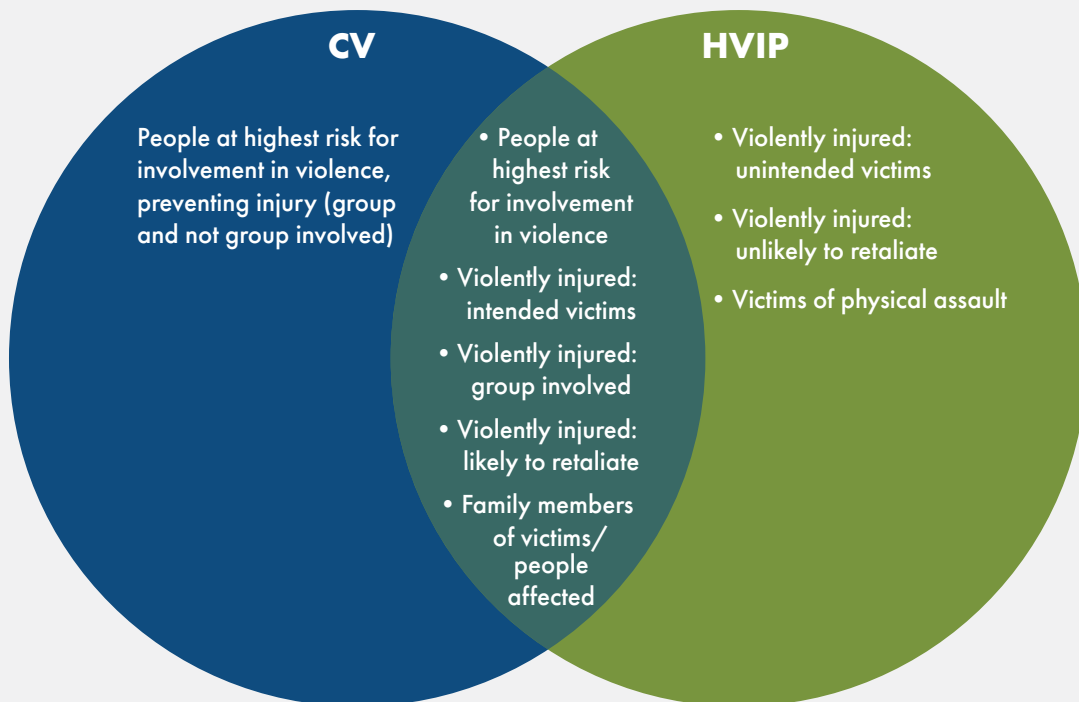 CV
People at highest risk for
involvement in violence,
preventing injury (group
and not group involved)
• People at
highest risk
for involvement
in violence
• Violently injured:
intended victims
• Violently injured:
group involved
• Violently injured:
likely to retaliate
• Family members
of victims/
people
affected
HVIP
• Violently injured:
unintended victims
• Violently injured:
unlikely to retaliate
• Victims of physical assault